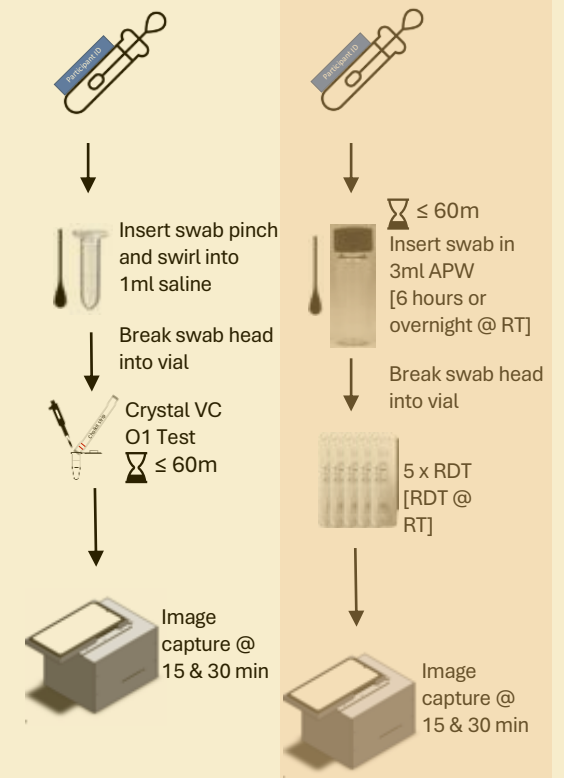 Participant ID
Insert swab pinch
and swirl into
1ml saline
Break swab head
into vial
Crystal VC
O1 Test
≤ 60m
Image
capture @
15 & 30 min
Participant ID
≤ 60m
Insert swab in
3ml APW
[6 hours or
overnight @ RT]
Break swab head
into vial
5 x RDT
[RDT @
RT]
Image
capture @
15 & 30 min